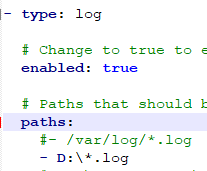 - type: log
# Change to true to e
enabled: true
# Paths that should b
paths:
#- /var/log/*.log
- D:\*.log